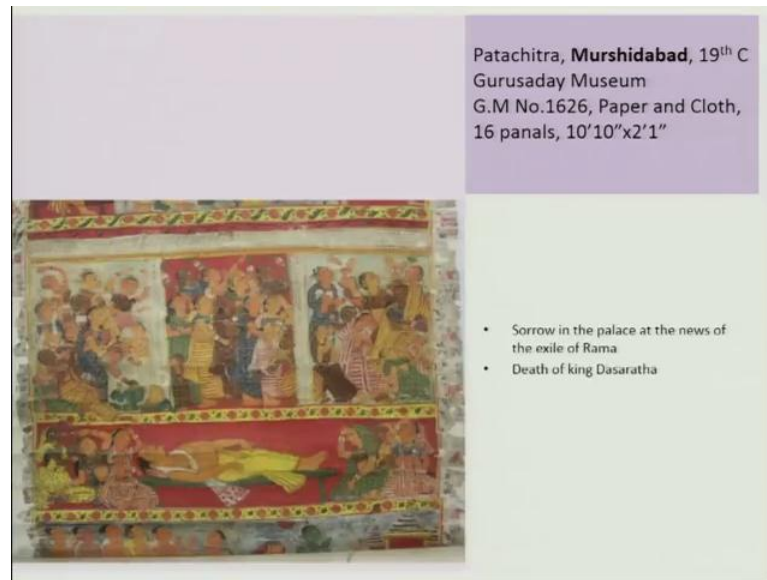 Patachitra, Murshidabad, 19th C
Gurusaday Museum
G.M No.1626, Paper and Cloth,
16 panals, 10’10”x2’1”
• Sorrow in the palace at the news of
the exile of Rama
• Death of king Dasaratha